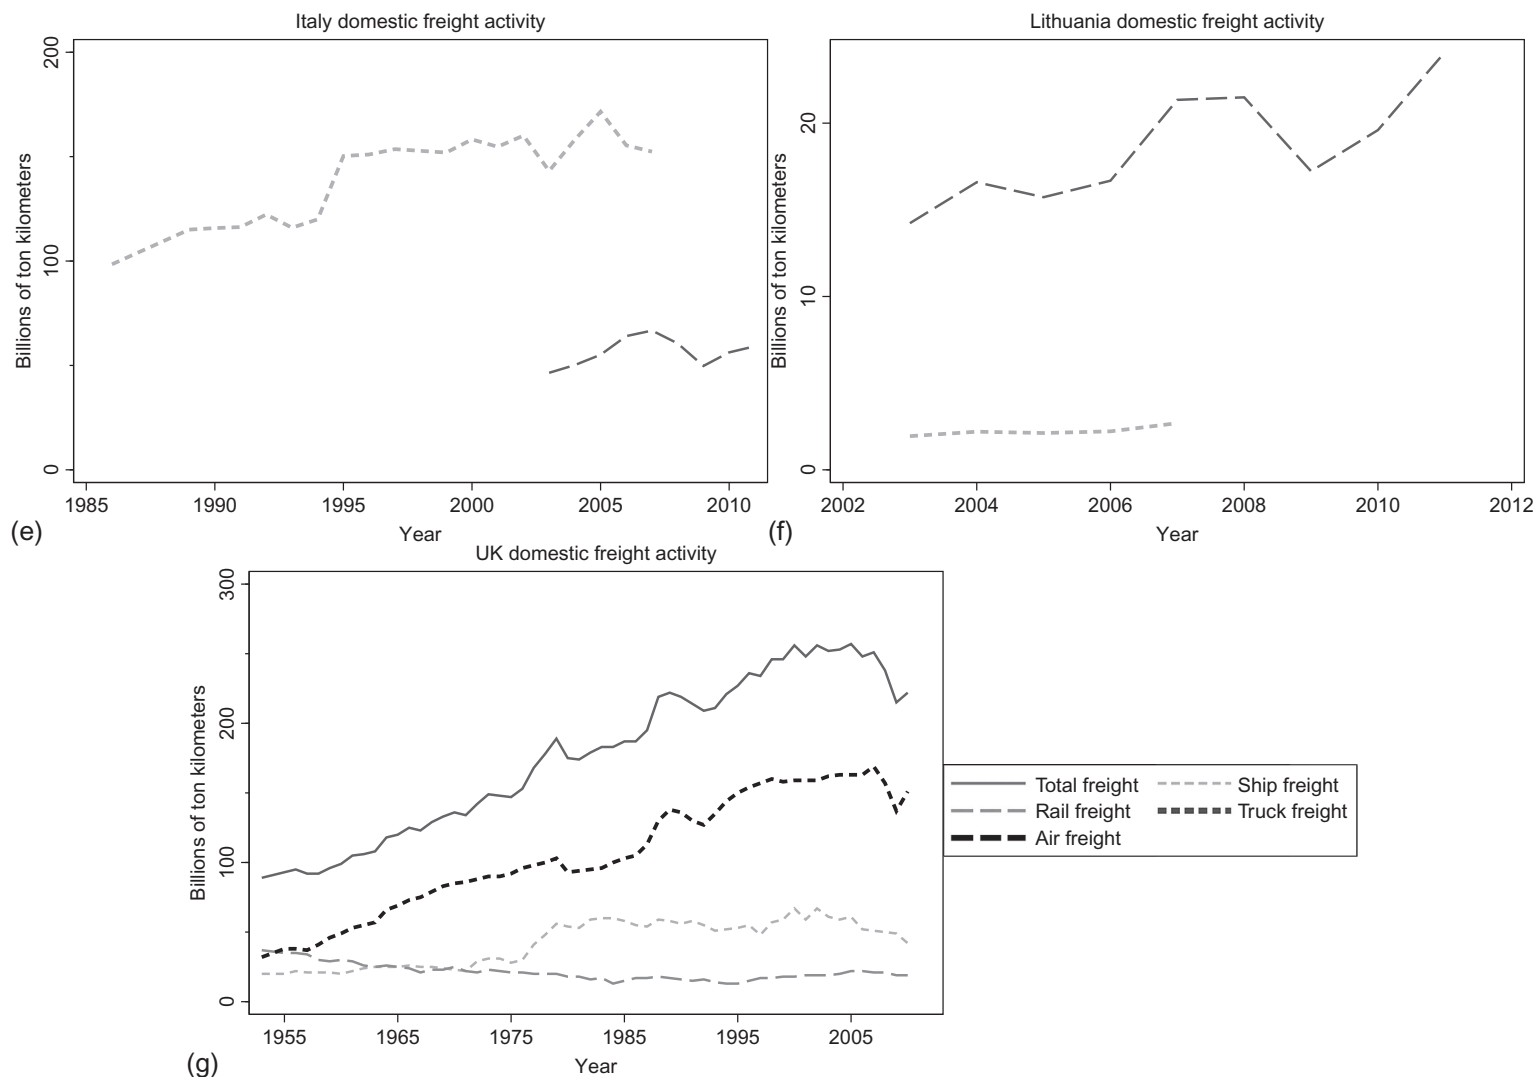 Italy domestic freight activity
Billions of ton kilometers
200
100
0
1985 1990 1995 2000 2005 2010
Year
(e)
Lithuania domestic freight activity
Billions of ton kilometers
20
10
0
2002 2004 2006 2008 2010 2012
Year
(f)
UK domestic freight activity
Billions of ton kilometers
300
200
100
0
1955 1965 1975 1985 1995 2005
Year
(g)
Total freight Ship freight
Rail freight Truck freight
Air freight